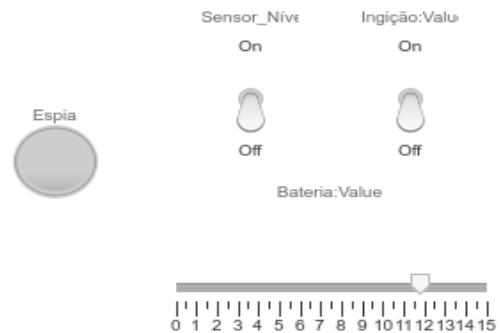 Sensor_Níve Ingição:Valu
On On
Espia
Off Off
Bateria:Value
0 1 2 3 4 5 6 7 8 9 10 11 12 13 14 15